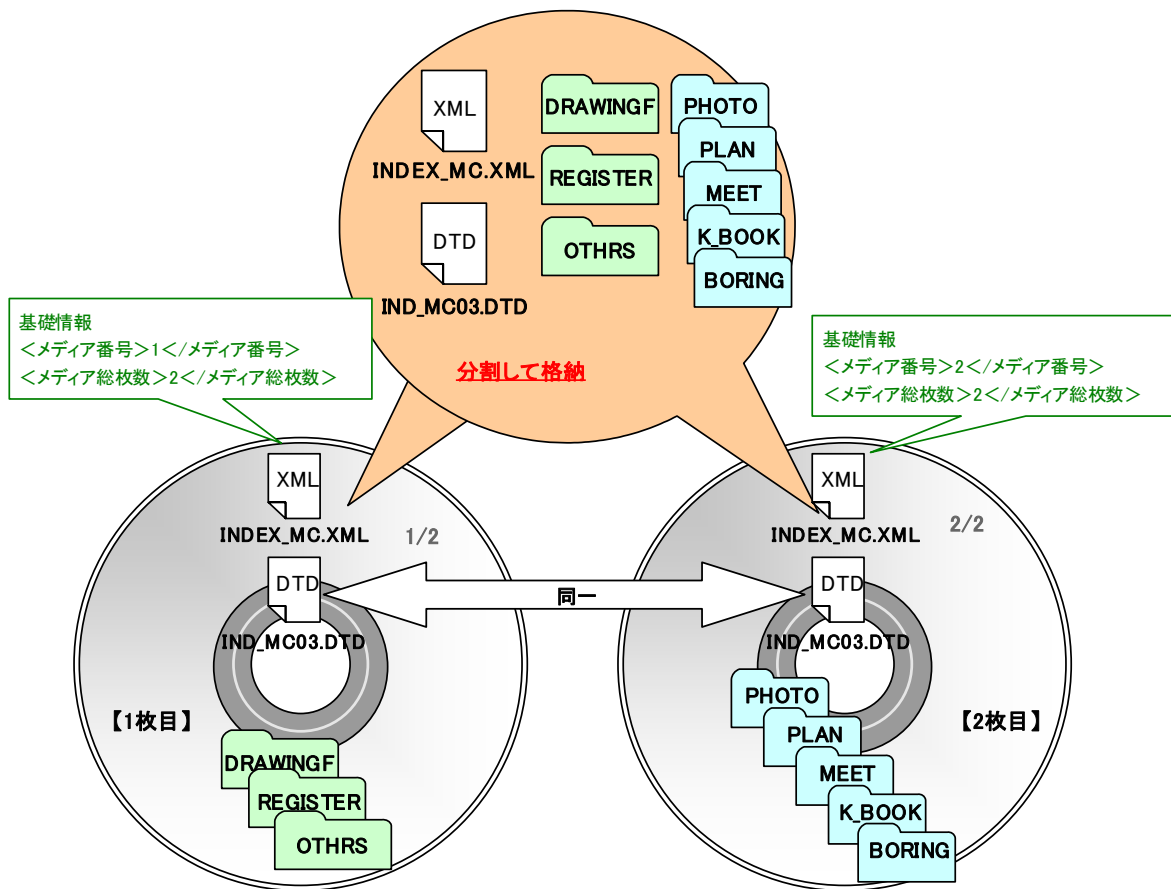 XML
INDEX_MC.XML
DTD
IND_MC03.DTD
DRAWINGF
REGISTER
OTHRS
PHOTO
PLAN
MEET
K_BOOK
BORING
分割して格納
基礎情報
<メディア番号>1</メディア番号>
<メディア総枚数>2</メディア総枚数>
基礎情報
<メディア番号>2</メディア番号>
<メディア総枚数>2</メディア総枚数>
XML
INDEX_MC.XML
1/2
DTD
IND_MC03.DTD
【1枚目】
DRAWINGF
REGISTER
OTHRS
同一
XML
INDEX_MC.XML
2/2
DTD
IND_MC03.DTD
【2枚目】
PHOTO
PLAN
MEET
K_BOOK
BORING